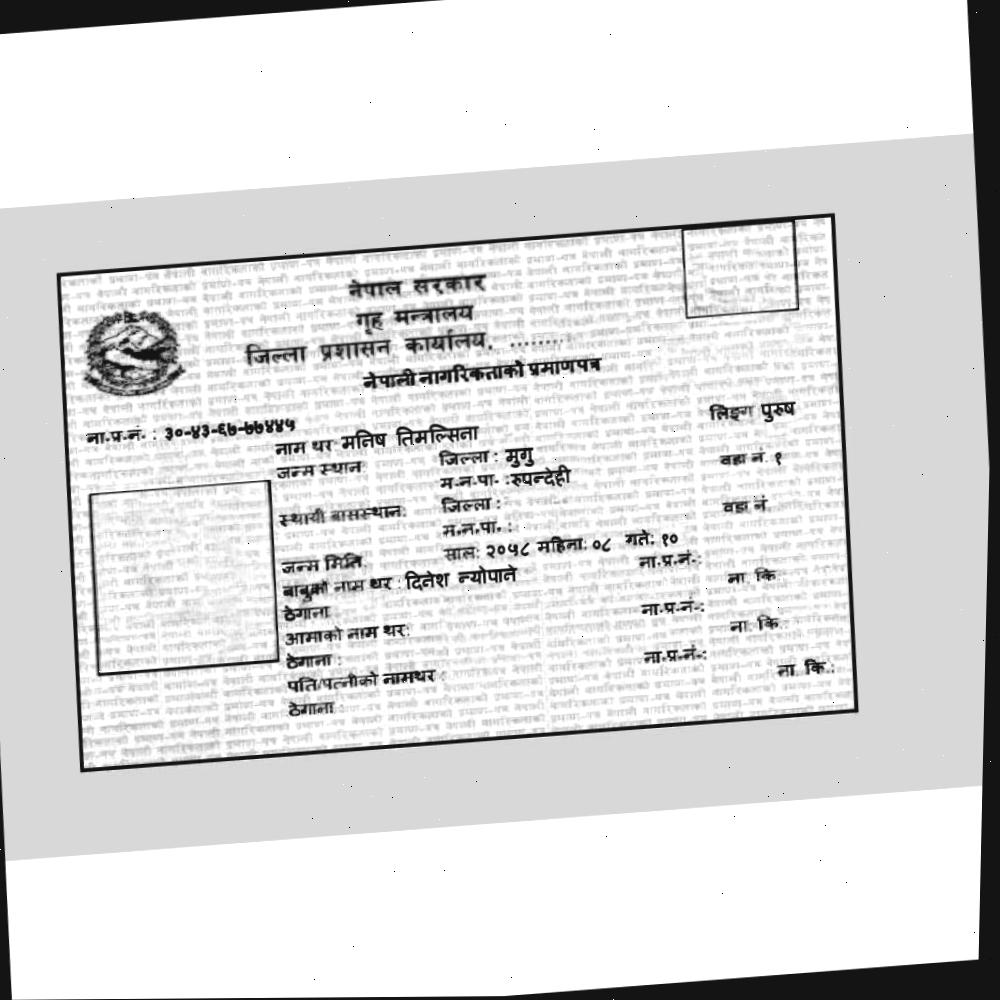 नेपाल सरकार
गृह मन्त्रालय
जिल्ला प्रशासन कार्यालय, ........
नेपाली नागरिकताको प्रमाणपत्र
ना.प्र.नं. : ३०-४३-६७-७७४४५
लिङ्ग पुरुष
नाम थर: मनिष तिमल्सिना
जन्म स्थान: जिल्ला : मुगु
म.न.पा. :रुपन्देही वडा नं. १
स्थायी बासस्थान: जिल्ला :
म.न.पा. : वडा नं.
जन्म मिति: साल: २०५८ महिना: ०८ गते: १०
बाबुको नाम थर : दिनेश न्योपाने ना.प्र.नं.:
ठेगाना ना. कि.:
आमाको नाम थर: ना.प्र.नं.:
ठेगाना : ना. कि.:
पति/पत्नीको नामथर : ना.प्र.नं.:
ठेगाना : ना. कि.: